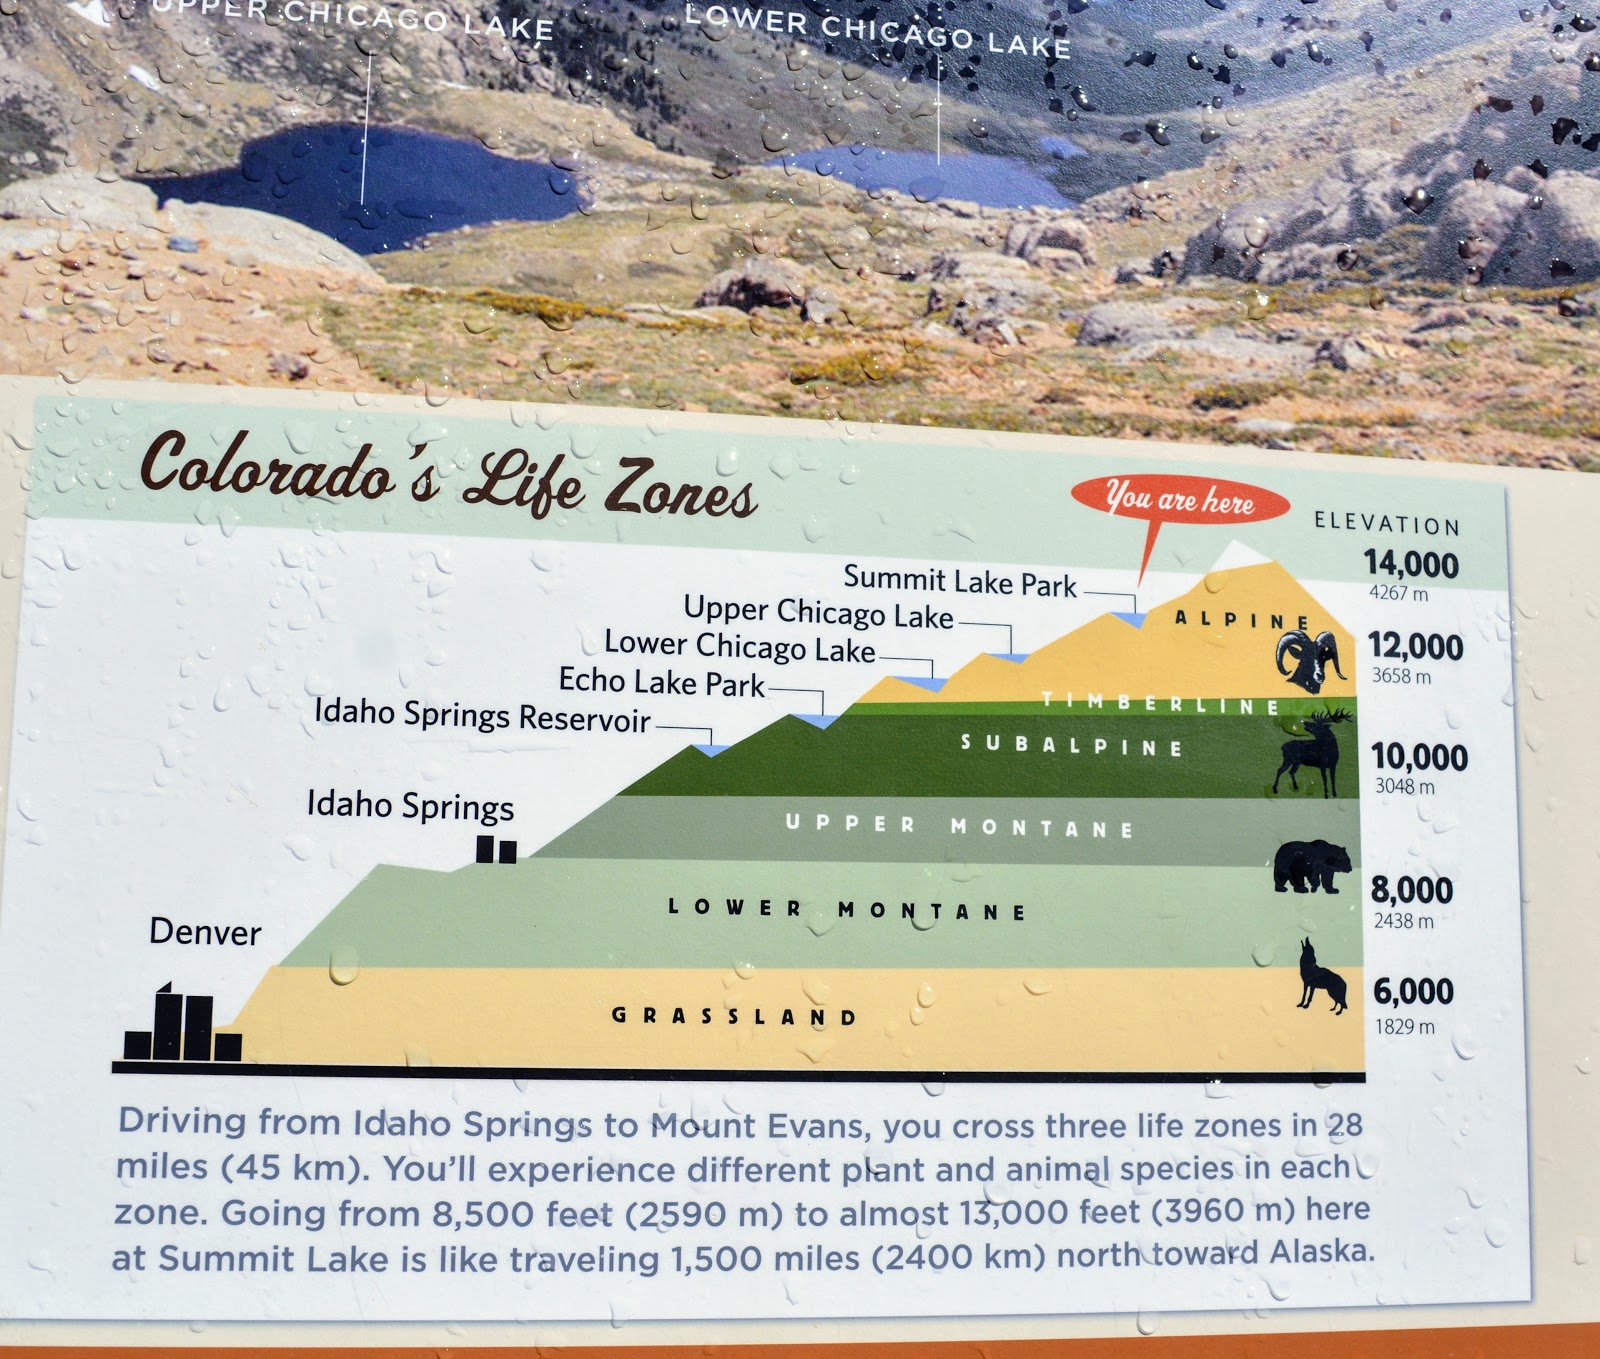 UPPER CHICAGO LAKE
LOWER CHICAGO LAKE
Colorado's Life Zones
You are here
ELEVATION
14,000
4267 m
Summit Lake Park
Upper Chicago Lake
ALPINE
Lower Chicago Lake
12,000
3658 m
Echo Lake Park
TIMBERLINE
Idaho Springs Reservoir
SUBALPINE
10,000
3048 m
Idaho Springs
UPPER MONTANE
8,000
2438 m
LOWER MONTANE
Denver
6,000
1829 m
GRASSLAND
Driving from Idaho Springs to Mount Evans, you cross three life zones in 28
miles (45 km). You'll experience different plant and animal species in each
zone. Going from 8,500 feet (2590 m) to almost 13,000 feet (3960 m) here
at Summit Lake is like traveling 1,500 miles (2400 km) north toward Alaska.